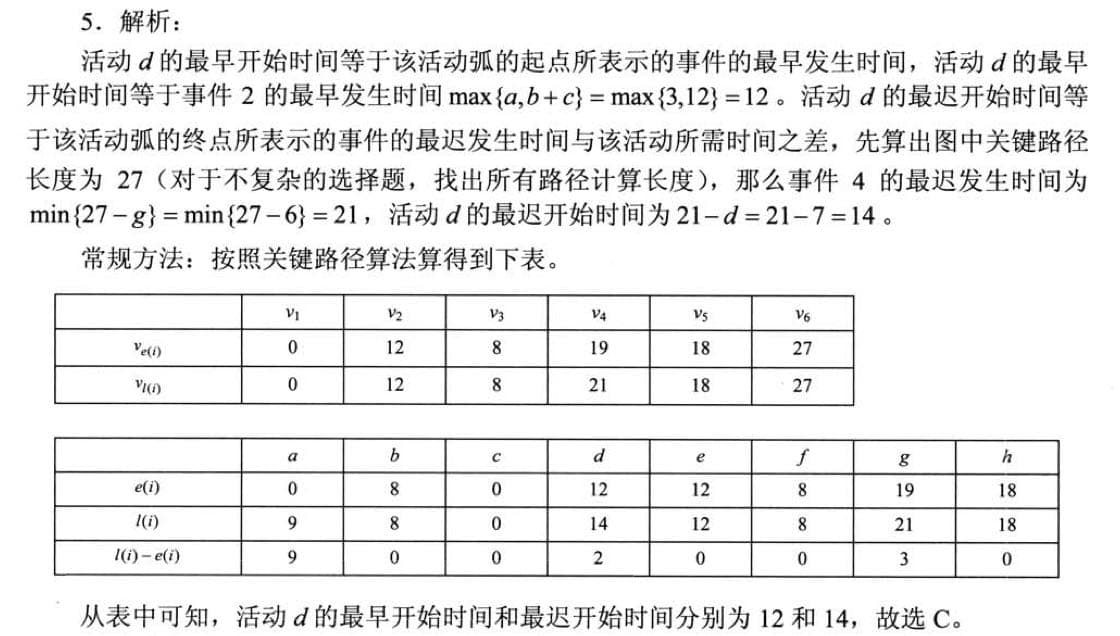 5．解析：
活动 d 的最早开始时间等于该活动弧的起点所表示的事件的最早发生时间，活动 d 的最早
开始时间等于事件 2 的最早发生时间 max{a,b+c} = max{3,12} = 12 。活动 d 的最迟开始时间等
于该活动弧的终点所表示的事件的最迟发生时间与该活动所需时间之差，先算出图中关键路径
长度为 27（对于不复杂的选择题，找出所有路径计算长度），那么事件 4 的最迟发生时间为
min{27−g} = min{27−6} = 21，活动 d 的最迟开始时间为 21−d = 21−7 = 14 。
常规方法：按照关键路径算法算得到下表。
v1 v2 v3 v4 v5 v6
ve(i) 0 12 8 19 18 27
vl(i) 0 12 8 21 18 27
a b c d e f g h
e(i) 0 8 0 12 12 8 19 18
l(i) 9 8 0 14 12 8 21 18
l(i)−e(i) 9 0 0 2 0 0 3 0
从表中可知，活动 d 的最早开始时间和最迟开始时间分别为 12 和 14，故选 C。